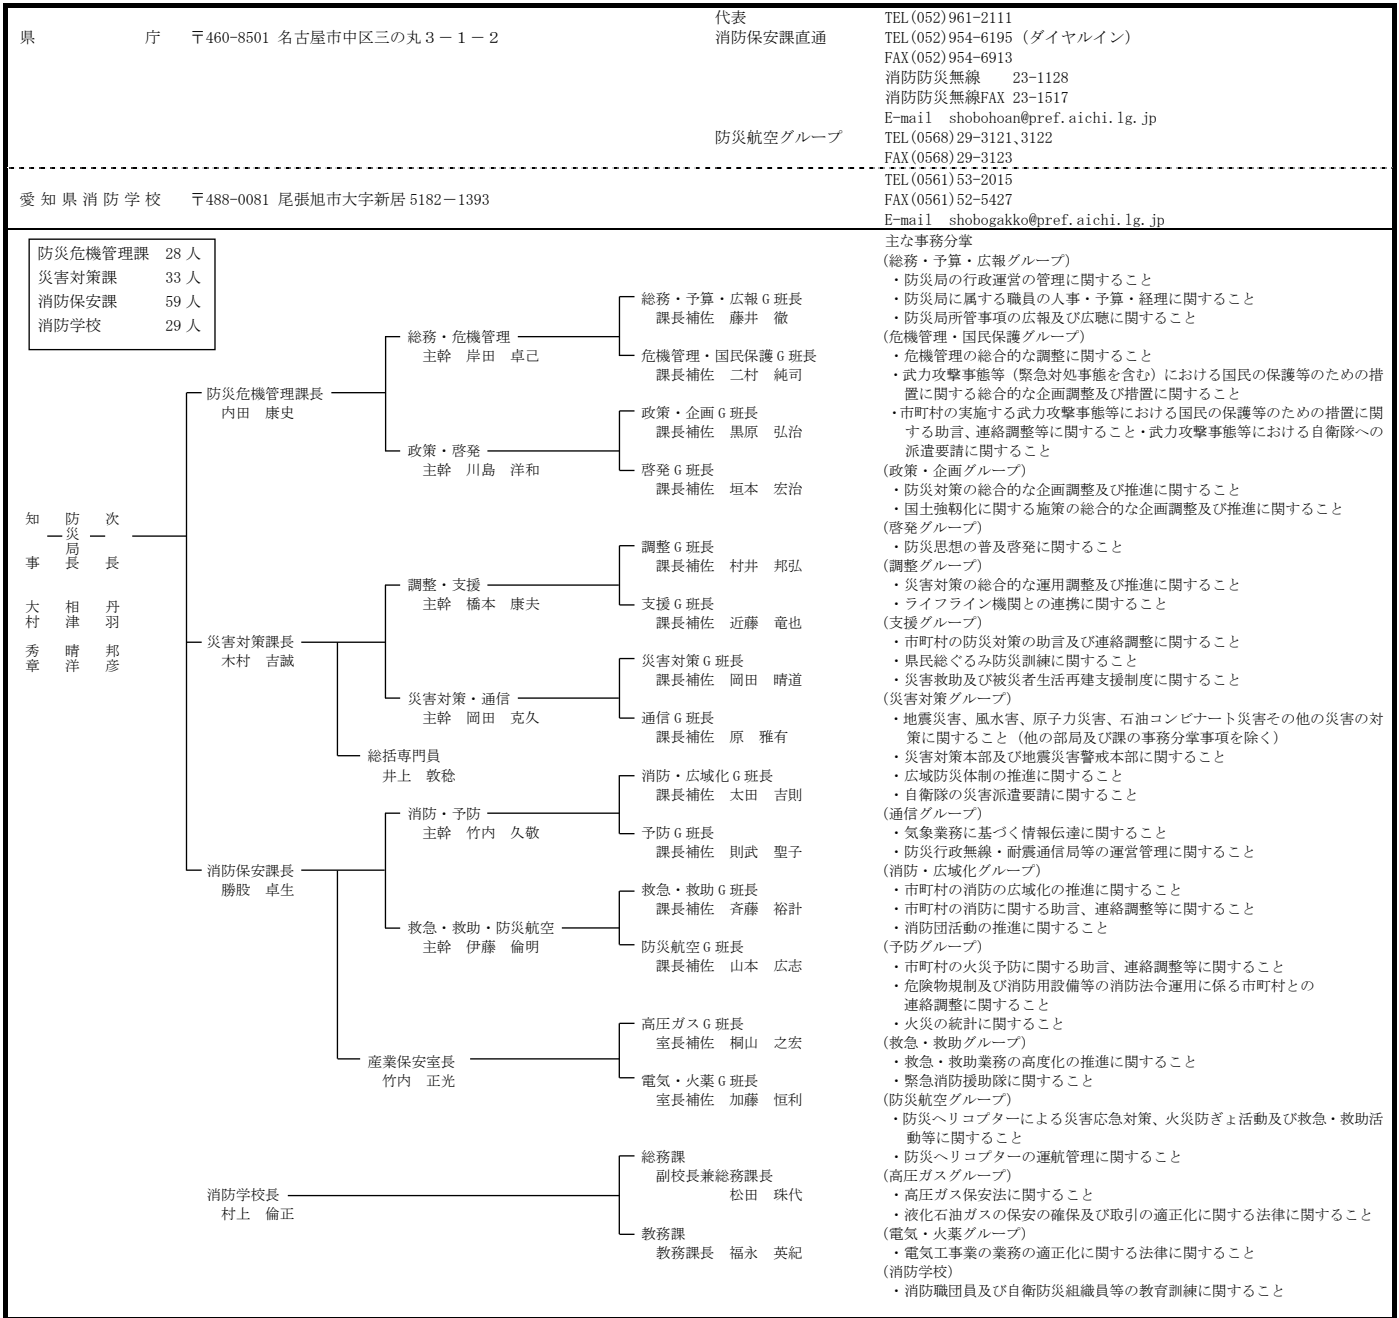 県　庁　〒460-8501 名古屋市中区三の丸３－１－２
代表　TEL(052)961-2111
消防保安課直通　TEL(052)954-6195（ダイヤルイン）
FAX(052)954-6913
消防防災無線　23-1128
消防防災無線FAX 23-1517
E-mail　shobohoan@pref.aichi.lg.jp
防災航空グループ　TEL(0568)29-3121、3122
FAX(0568)29-3123
愛知県消防学校　〒488-0081 尾張旭市大字新居 5182－1393
TEL(0561)53-2015
FAX(0561)52-5427
E-mail　shobogakko@pref.aichi.lg.jp
防災危機管理課　28 人
災害対策課　33 人
消防保安課　59 人
消防学校　29 人
知事　大村　秀章
防災局長　相津　晴洋
次長　丹羽　邦彦
防災危機管理課長
内田　康史
総務・危機管理
主幹　岸田　卓己
総務・予算・広報 G 班長
課長補佐　藤井　徹
危機管理・国民保護 G 班長
課長補佐　二村　純司
政策・啓発
主幹　川島　洋和
政策・企画 G 班長
課長補佐　黒原　弘治
啓発 G 班長
課長補佐　垣本　宏治
災害対策課長
木村　吉誠
調整・支援
主幹　橋本　康夫
調整 G 班長
課長補佐　村井　邦弘
支援 G 班長
課長補佐　近藤　竜也
災害対策・通信
主幹　岡田　克久
災害対策 G 班長
課長補佐　岡田　晴道
通信 G 班長
課長補佐　原　雅有
総括専門員
井上　敦稔
消防保安課長
勝股　卓生
消防・予防
主幹　竹内　久敬
消防・広域化 G 班長
課長補佐　太田　吉則
予防 G 班長
課長補佐　則武　聖子
救急・救助・防災航空
主幹　伊藤　倫明
救急・救助 G 班長
課長補佐　斉藤　裕計
防災航空 G 班長
課長補佐　山本　広志
産業保安室長
竹内　正光
高圧ガス G 班長
室長補佐　桐山　之宏
電気・火薬 G 班長
室長補佐　加藤　恒利
消防学校長
村上　倫正
総務課
副校長兼総務課長
松田　珠代
教務課
教務課長　福永　英紀
主な事務分掌
(総務・予算・広報グループ)
・防災局の行政運営の管理に関すること
・防災局に属する職員の人事・予算・経理に関すること
・防災局所管事項の広報及び広聴に関すること
(危機管理・国民保護グループ)
・危機管理の総合的な調整に関すること
・武力攻撃事態等（緊急対処事態を含む）における国民の保護等のための措
置に関する総合的な企画調整及び措置に関すること
・市町村の実施する武力攻撃事態等における国民の保護等のための措置に関
する助言、連絡調整等に関すること・武力攻撃事態等における自衛隊への
派遣要請に関すること
(政策・企画グループ)
・防災対策の総合的な企画調整及び推進に関すること
・国土強靱化に関する施策の総合的な企画調整及び推進に関すること
(啓発グループ)
・防災思想の普及啓発に関すること
(調整グループ)
・災害対策の総合的な運用調整及び推進に関すること
・ライフライン機関との連携に関すること
(支援グループ)
・市町村の防災対策の助言及び連絡調整に関すること
・県民総ぐるみ防災訓練に関すること
・災害救助及び被災者生活再建支援制度に関すること
(災害対策グループ)
・地震災害、風水害、原子力災害、石油コンビナート災害その他の災害の対
策に関すること（他の部局及び課の事務分掌事項を除く）
・災害対策本部及び地震災害警戒本部に関すること
・広域防災体制の推進に関すること
・自衛隊の災害派遣要請に関すること
(通信グループ)
・気象業務に基づく情報伝達に関すること
・防災行政無線・耐震通信局等の運営管理に関すること
(消防・広域化グループ)
・市町村の消防の広域化の推進に関すること
・市町村の消防に関する助言、連絡調整等に関すること
・消防団活動の推進に関すること
(予防グループ)
・市町村の火災予防に関する助言、連絡調整等に関すること
・危険物規制及び消防用設備等の消防法令運用に係る市町村との
連絡調整に関すること
・火災の統計に関すること
(救急・救助グループ)
・救急・救助業務の高度化の推進に関すること
・緊急消防援助隊に関すること
(防災航空グループ)
・防災ヘリコプターによる災害応急対策、火災防ぎょ活動及び救急・救助活
動等に関すること
・防災ヘリコプターの運航管理に関すること
(高圧ガスグループ)
・高圧ガス保安法に関すること
・液化石油ガスの保安の確保及び取引の適正化に関する法律に関すること
(電気・火薬グループ)
・電気工事業の業務の適正化に関する法律に関すること
(消防学校)
・消防職団員及び自衛防災組織員等の教育訓練に関すること